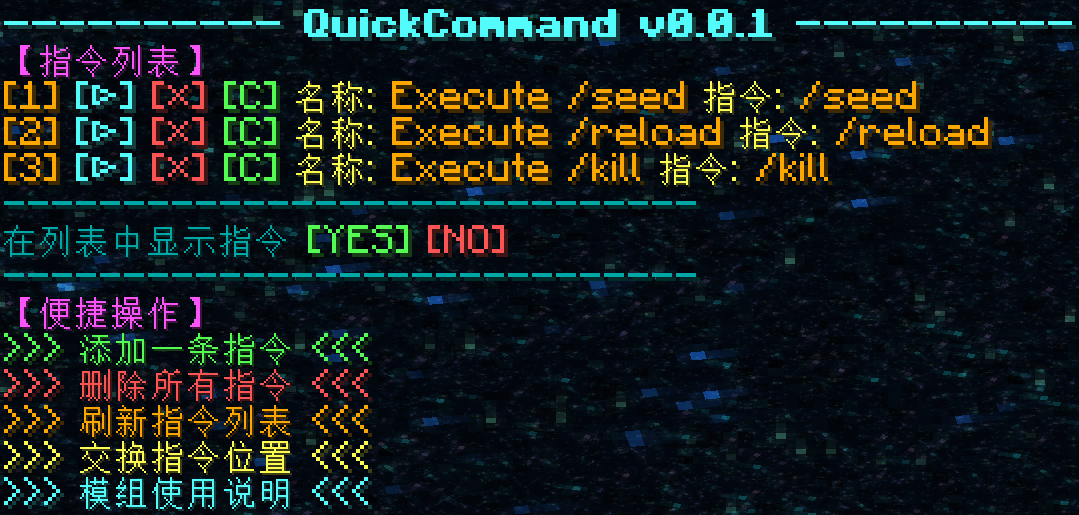 ------------ QuickCommand v0.0.1 ------------
【指令列表】
[1] [▷] [×] [C] 名称: Execute /seed 指令: /seed
[2] [▷] [×] [C] 名称: Execute /reload 指令: /reload
[3] [▷] [×] [C] 名称: Execute /kill 指令: /kill
-----------------------------
在列表中显示指令 [YES] [NO]
-----------------------------
【便捷操作】
>>> 添加一条指令 <<<
>>> 删除所有指令 <<<
>>> 刷新指令列表 <<<
>>> 交换指令位置 <<<
>>> 模组使用说明 <<<